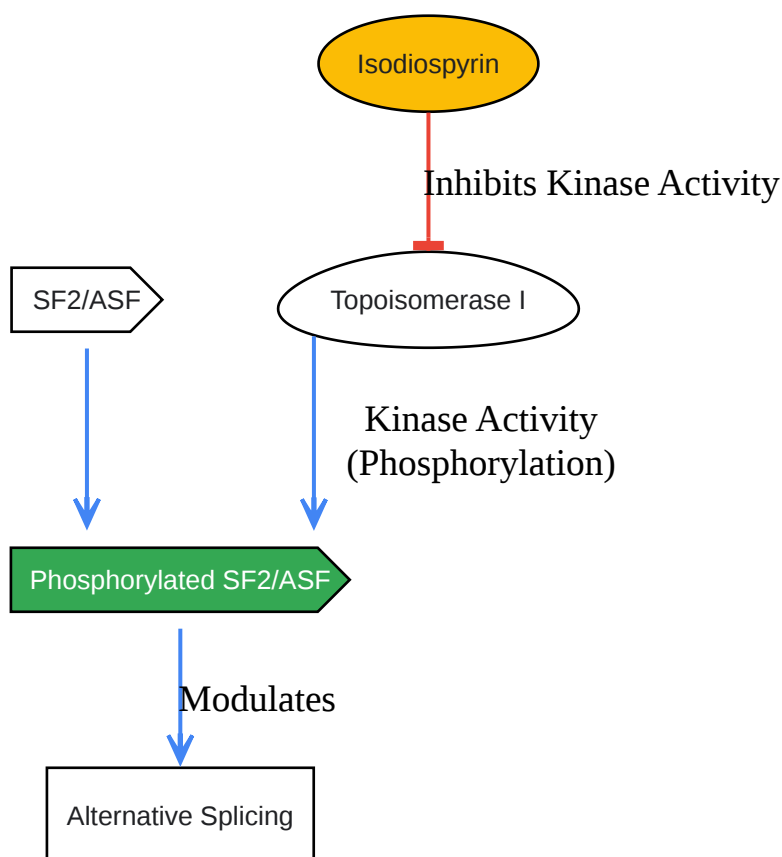 Isodiospyrin
Inhibits Kinase Activity
SF2/ASF
Topoisomerase I
Kinase Activity
(Phosphorylation)
Phosphorylated SF2/ASF
Modulates
Alternative Splicing